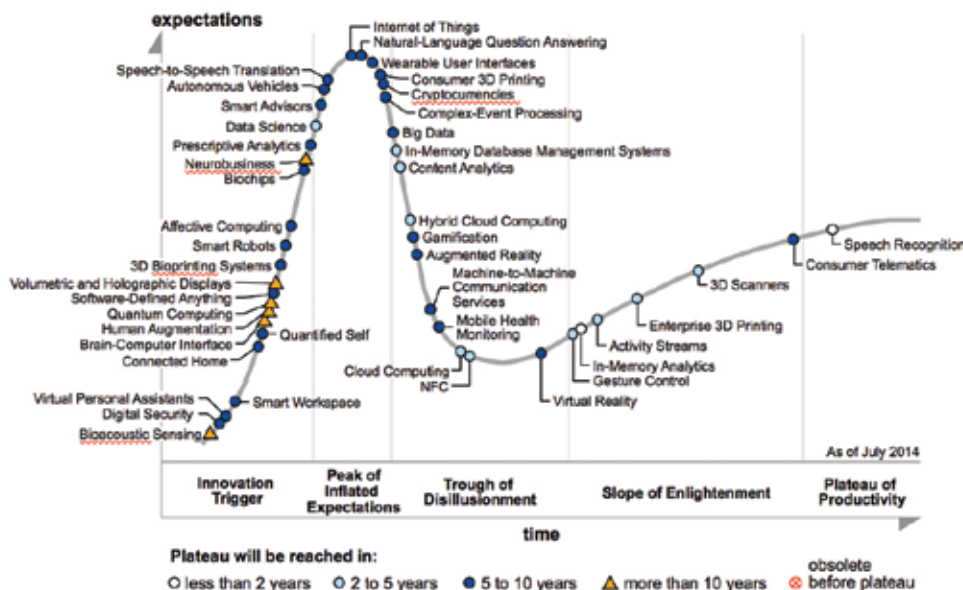 expectations
Internet of Things
Natural-Language Question Answering
Wearable User Interfaces
Speech-to-Speech Translation
Consumer 3D Printing
Autonomous Vehicles
Cryptocurrencies
Smart Advisors
Complex-Event Processing
Data Science
Big Data
Prescriptive Analytics
In-Memory Database Management Systems
Neurobusiness
Content Analytics
Biochips
Hybrid Cloud Computing
Affective Computing
Gamification
Speech Recognition
Smart Robots
Augmented Reality
Consumer Telematics
3D Bioprinting Systems
Machine-to-Machine
Communication
Services
Volumetric and Holographic Displays
3D Scanners
Software-Defined Anything
Quantum Computing
Mobile Health
Monitoring
Enterprise 3D Printing
Human Augmentation
Quantified Self
Brain-Computer Interface
Activity Streams
Connected Home
Cloud Computing
In-Memory Analytics
NFC
Gesture Control
Virtual Personal Assistants
Smart Workspace
Virtual Reality
Digital Security
Bioacoustic Sensing
As of July 2014
Innovation
Trigger
Peak of
Inflated
Expectations
Trough of
Disillusionment
Slope of Enlightenment
Plateau of
Productivity
time
Plateau will be reached in:
less than 2 years
2 to 5 years
5 to 10 years
more than 10 years
obsolete
before plateau